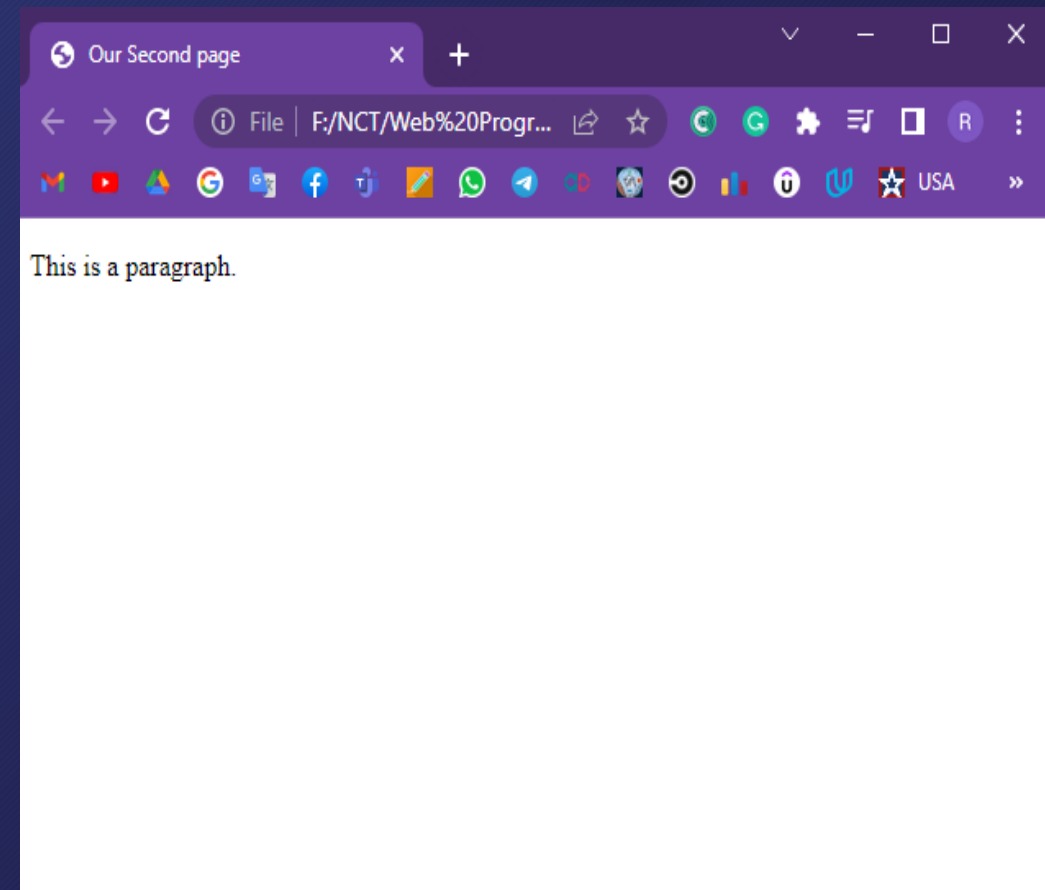 Our Second page
File F:/NCT/Web%20Progr... G R
USA
This is a paragraph.